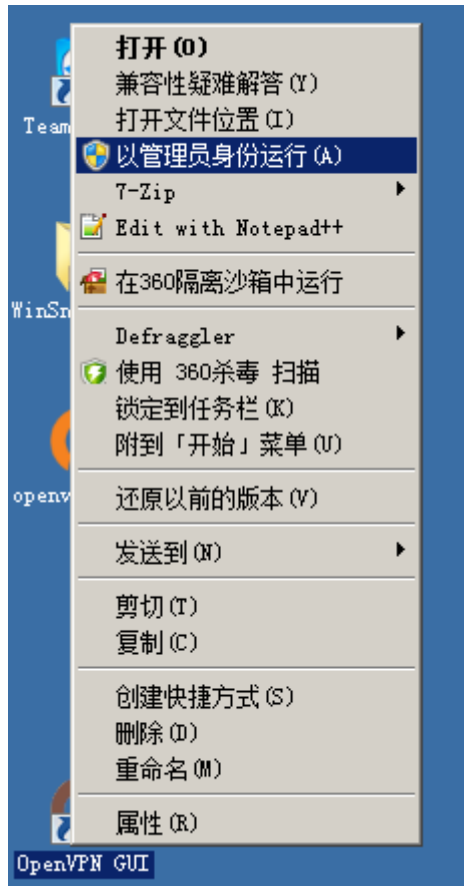 打开(O)
兼容性疑难解答(Y)
Team
打开文件位置(I)
以管理员身份运行(A)
7-Zip
Edit with Notepad++
在360隔离沙箱中运行
WinSn
Defraggler
使用 360杀毒 扫描
锁定到任务栏(K)
附到「开始」菜单(U)
openv
还原以前的版本(V)
发送到(N)
剪切(T)
复制(C)
创建快捷方式(S)
删除(D)
重命名(M)
属性(R)
OpenVPN GUI